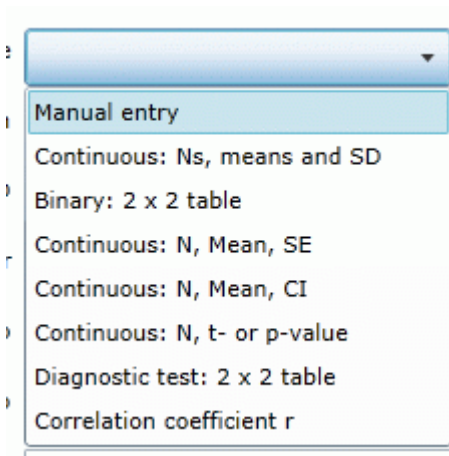 Manual entry
Continuous: Ns, means and SD
Binary: 2 x 2 table
Continuous: N, Mean, SE
Continuous: N, Mean, CI
Continuous: N, t- or p-value
Diagnostic test: 2 x 2 table
Correlation coefficient r